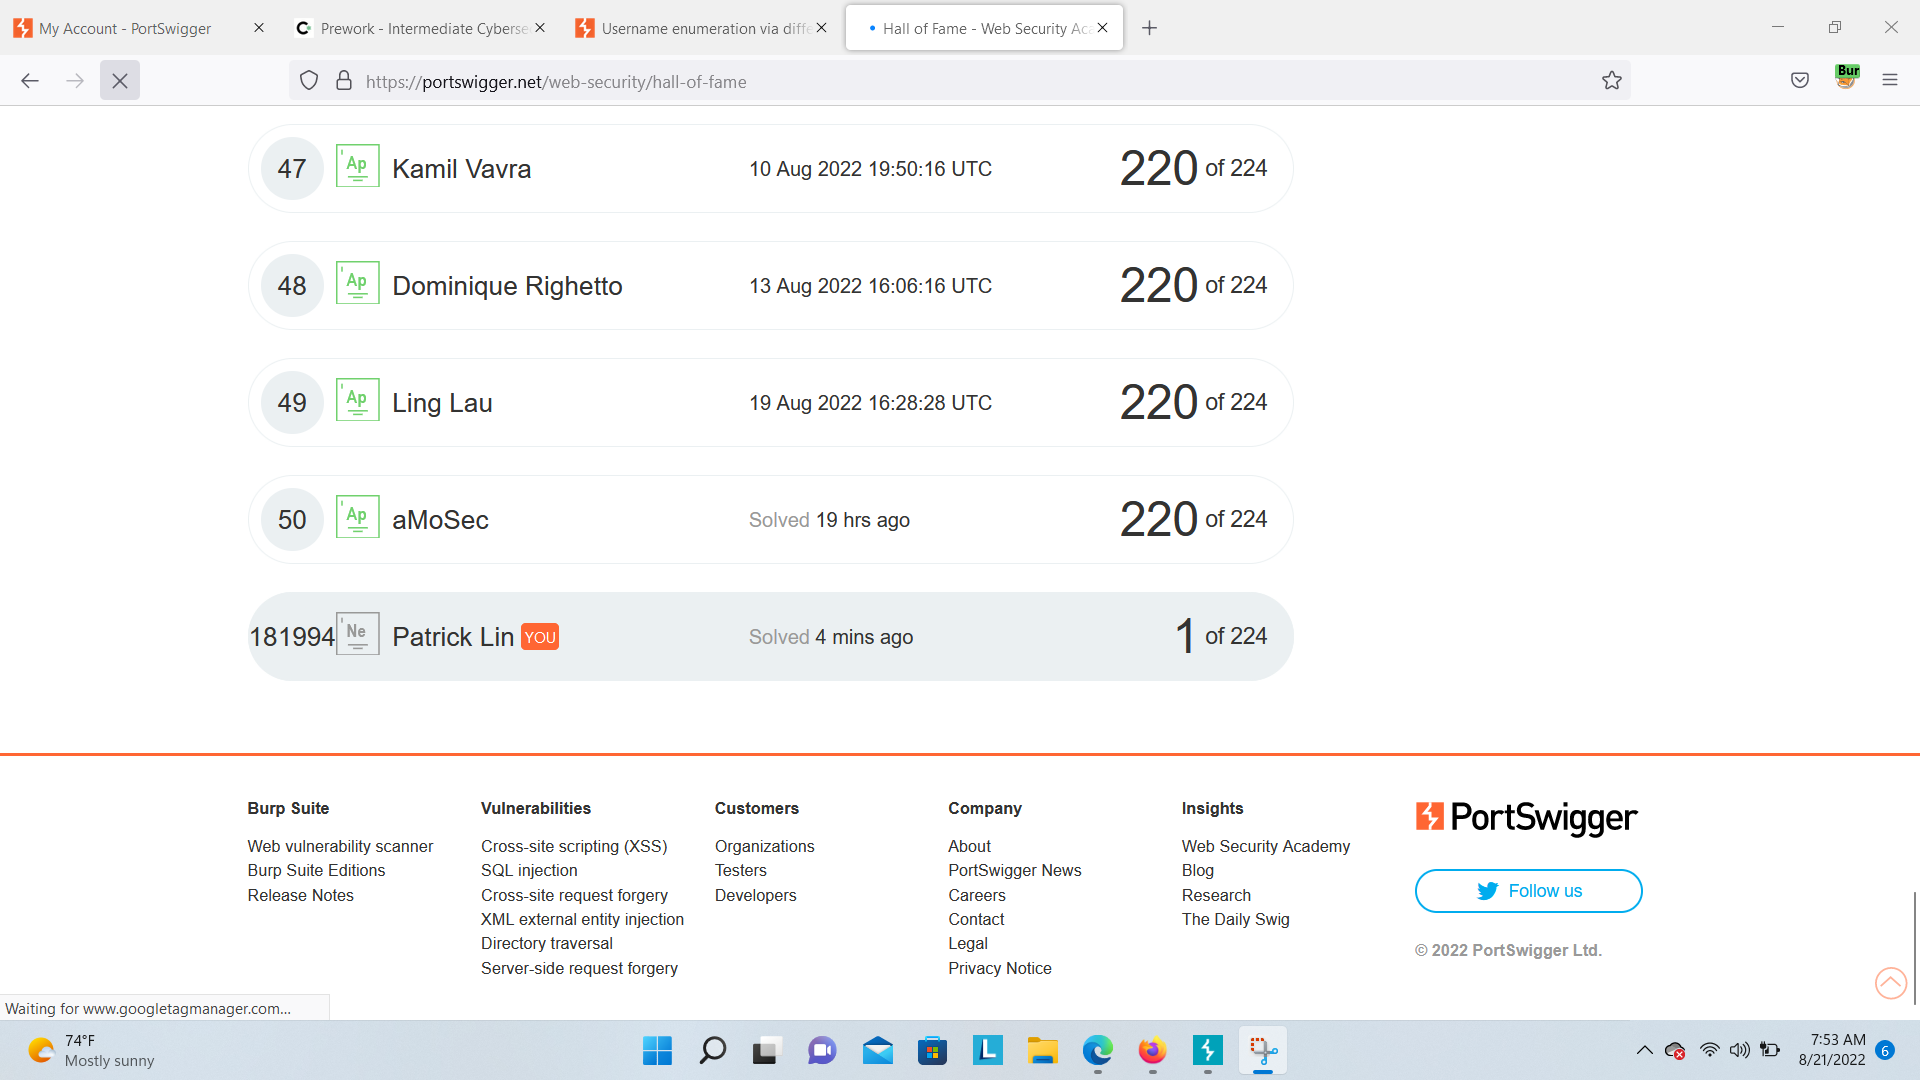 My Account - PortSwigger
Prework - Intermediate Cyberse
Username enumeration via diffe
Hall of Fame - Web Security Aca
https://portswigger.net/web-security/hall-of-fame
Bur
47 Ap Kamil Vavra 10 Aug 2022 19:50:16 UTC 220 of 224
48 Ap Dominique Righetto 13 Aug 2022 16:06:16 UTC 220 of 224
49 Ap Ling Lau 19 Aug 2022 16:28:28 UTC 220 of 224
50 Ap aMoSec Solved 19 hrs ago 220 of 224
181994 Ne Patrick Lin YOU Solved 4 mins ago 1 of 224
Burp Suite
Web vulnerability scanner
Burp Suite Editions
Release Notes
Vulnerabilities
Cross-site scripting (XSS)
SQL injection
Cross-site request forgery
XML external entity injection
Directory traversal
Server-side request forgery
Customers
Organizations
Testers
Developers
Company
About
PortSwigger News
Careers
Contact
Legal
Privacy Notice
Insights
Web Security Academy
Blog
Research
The Daily Swig
PortSwigger
Follow us
© 2022 PortSwigger Ltd.
Waiting for www.googletagmanager.com...
74°F
Mostly sunny
L
7:53 AM
8/21/2022
6